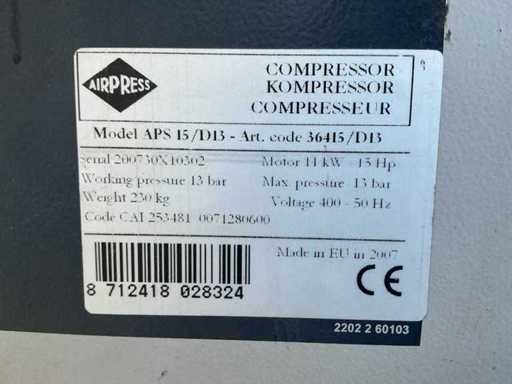 AIRPRESS
COMPRESSOR
KOMPRESSOR
COMPRESSEUR
Model APS 15/D13 - Art. code 36415/D13
Serial 200730X10302 Motor 11 kW - 15 Hp
Working pressure 13 bar Max. pressure 13 bar
Weight 230 kg Voltage 400 - 50 Hz
Code CAI 253481 0071280600
Made in EU in 2007
CE
8 712418 028324
2202 2 60103